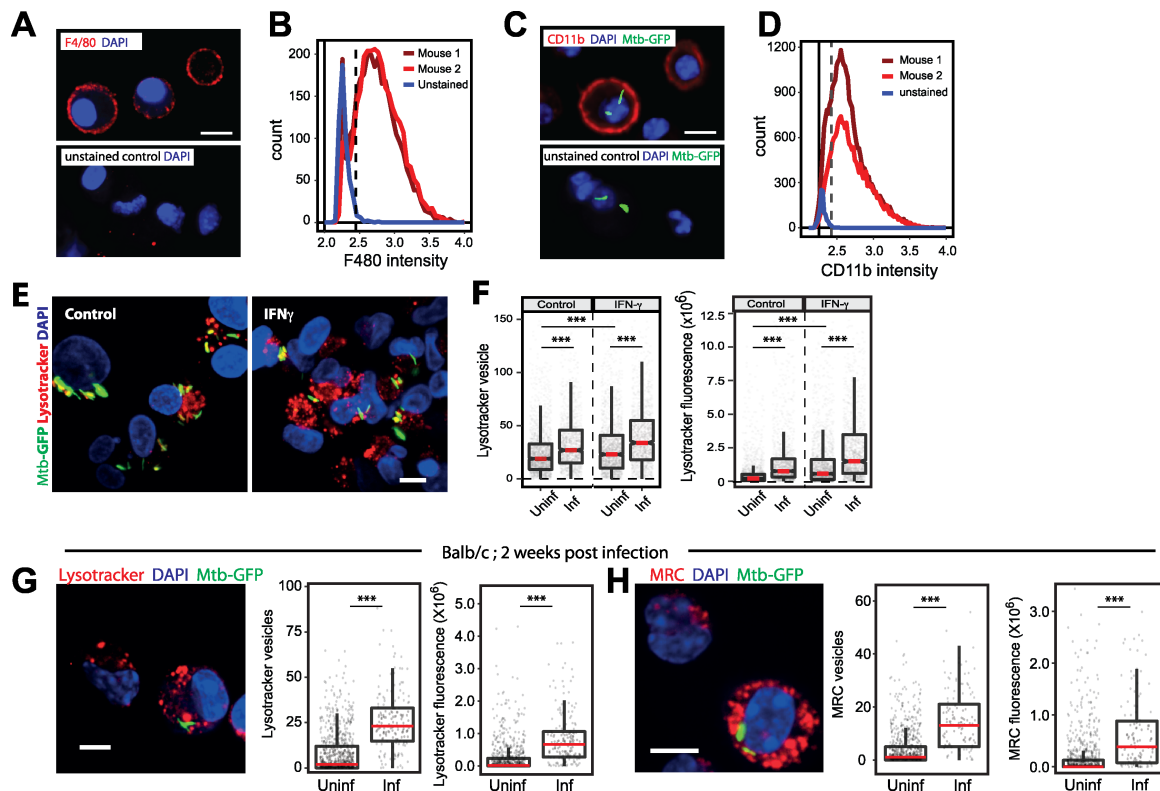 A
F4/80 DAPI
unstained control DAPI
B
200
150
100
50
0
count
2.0 2.5 3.0 3.5 4.0
F480 intensity
Mouse 1
Mouse 2
Unstained
C
CD11b DAPI Mtb-GFP
unstained control DAPI Mtb-GFP
D
1200
900
600
300
0
count
2.5 3.0 3.5 4.0
CD11b intensity
Mouse 1
Mouse 2
unstained
E
Mtb-GFP Lysotracker DAPI
Control
IFNγ
F
Control IFN-γ
Lysotracker vesicle
150
100
50
0
***
*** ***
Uninf Inf Uninf Inf
Control IFN-γ
Lysotracker fluorescence (x10⁶)
12.5
10.0
7.5
5.0
2.5
0
***
*** ***
Uninf Inf Uninf Inf
Balb/c ; 2 weeks post infection
G
Lysotracker DAPI Mtb-GFP
Lysotracker vesicles
100
75
50
25
0
***
Uninf Inf
Lysotracker fluorescence (X10⁶)
5.0
4.0
3.0
2.0
1.0
0.0
***
Uninf Inf
H
MRC DAPI Mtb-GFP
MRC vesicles
60
40
20
0
***
Uninf Inf
MRC fluorescence (X10⁶)
3.0
2.0
1.0
0.0
***
Uninf Inf